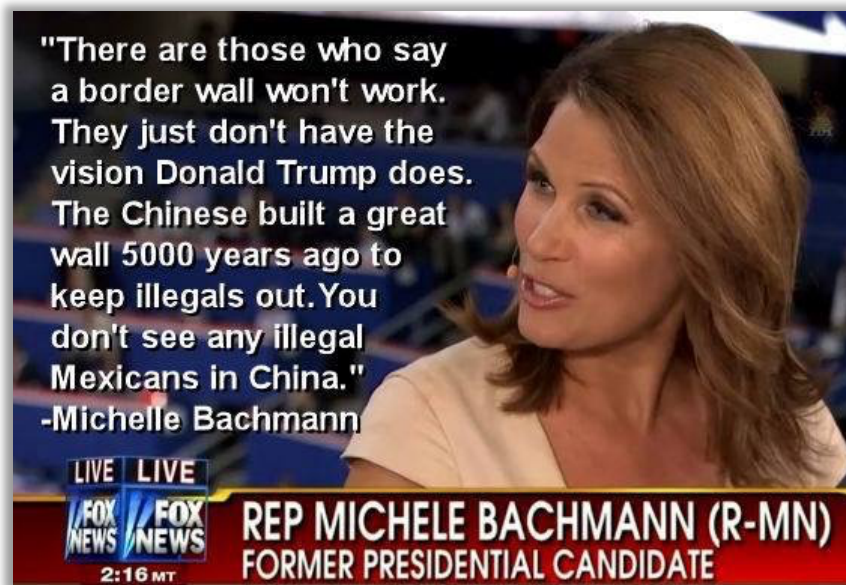 "There are those who say
a border wall won't work.
They just don't have the
vision Donald Trump does.
The Chinese built a great
wall 5000 years ago to
keep illegals out.You
don't see any illegal
Mexicans in China."
-Michelle Bachmann
LIVE LIVE
FOX NEWS FOX NEWS
2:16 MT
REP MICHELE BACHMANN (R-MN)
FORMER PRESIDENTIAL CANDIDATE